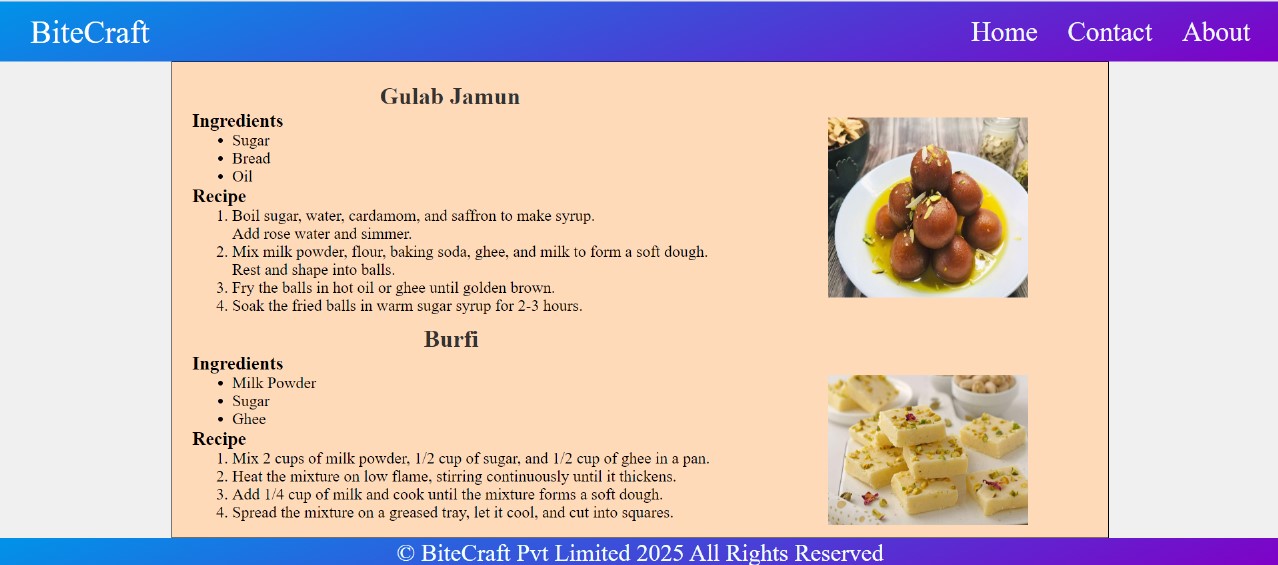 BiteCraft
Home Contact About
Gulab Jamun
Ingredients
• Sugar
• Bread
• Oil
Recipe
1. Boil sugar, water, cardamom, and saffron to make syrup.
Add rose water and simmer.
2. Mix milk powder, flour, baking soda, ghee, and milk to form a soft dough.
Rest and shape into balls.
3. Fry the balls in hot oil or ghee until golden brown.
4. Soak the fried balls in warm sugar syrup for 2-3 hours.
Burfi
Ingredients
• Milk Powder
• Sugar
• Ghee
Recipe
1. Mix 2 cups of milk powder, 1/2 cup of sugar, and 1/2 cup of ghee in a pan.
2. Heat the mixture on low flame, stirring continuously until it thickens.
3. Add 1/4 cup of milk and cook until the mixture forms a soft dough.
4. Spread the mixture on a greased tray, let it cool, and cut into squares.
© BiteCraft Pvt Limited 2025 All Rights Reserved